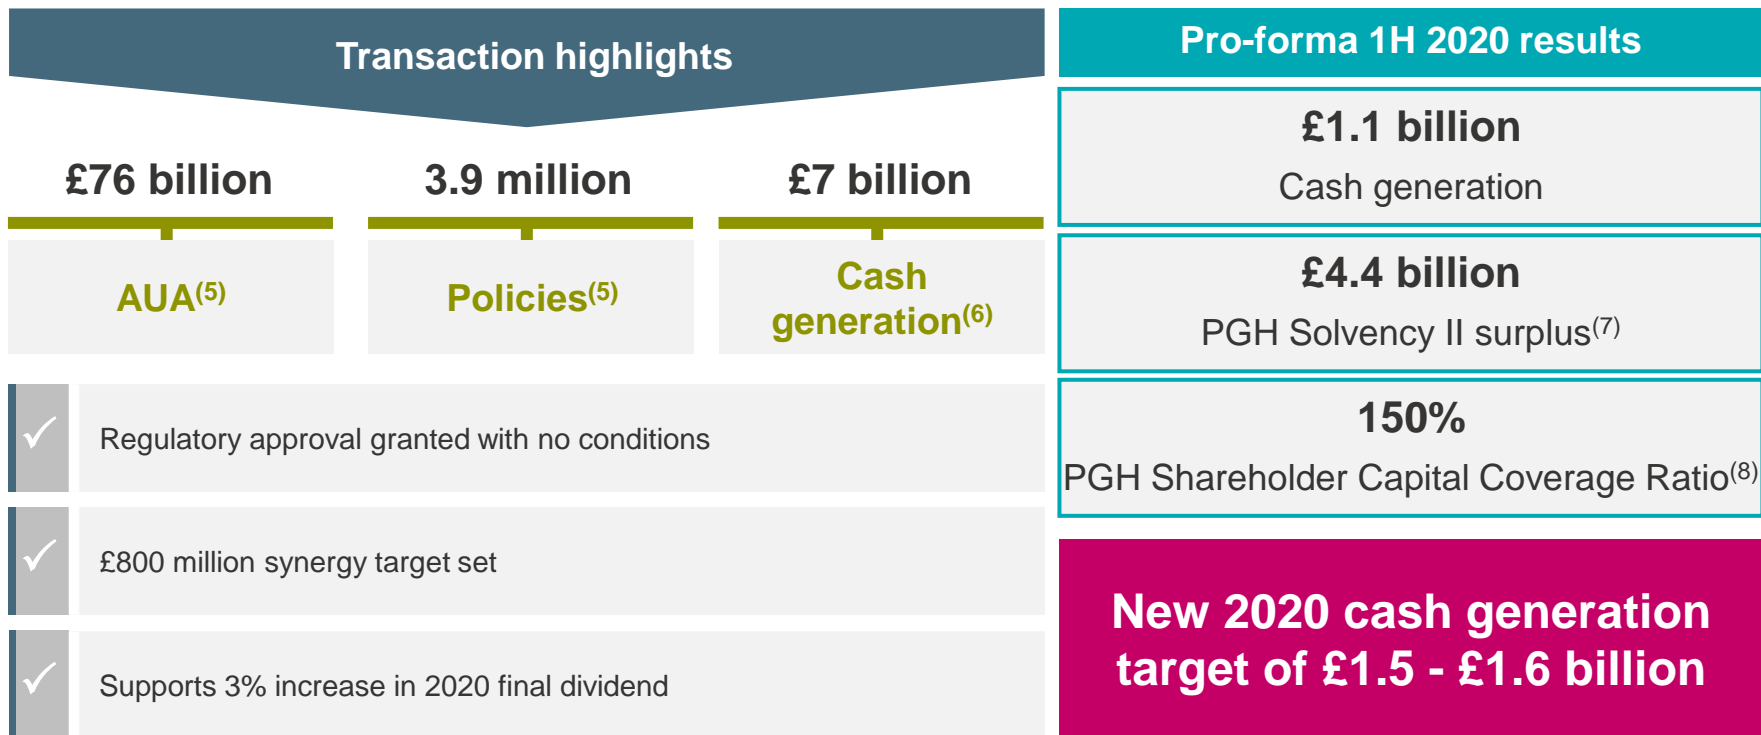 Transaction highlights
£76 billion
AUA(5)
3.9 million
Policies(5)
£7 billion
Cash
generation(6)
Regulatory approval granted with no conditions
£800 million synergy target set
Supports 3% increase in 2020 final dividend
Pro-forma 1H 2020 results
£1.1 billion
Cash generation
£4.4 billion
PGH Solvency II surplus(7)
150%
PGH Shareholder Capital Coverage Ratio(8)
New 2020 cash generation
target of £1.5 - £1.6 billion